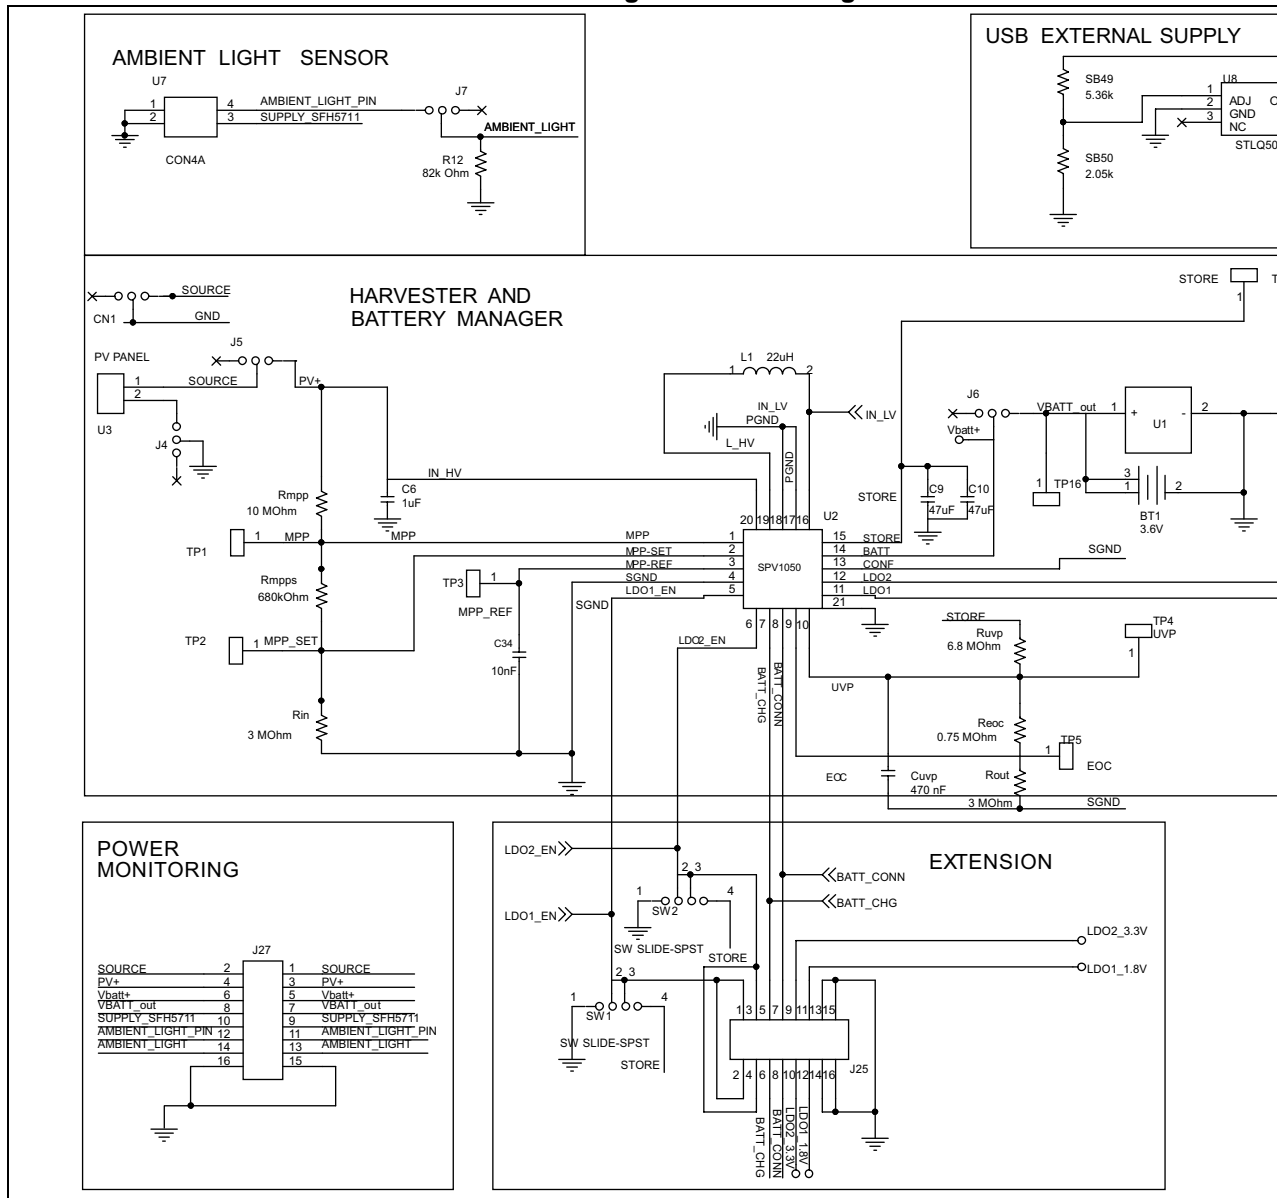 AMBIENT LIGHT SENSOR
U7
1 4 AMBIENT_LIGHT_PIN
2 3 SUPPLY_SFH5711
CON4A
J7
AMBIENT_LIGHT
R12
82k Ohm
USB EXTERNAL SUPPLY
SB49
5.36k
SB50
2.05k
U8
1 ADJ
2 GND
3 NC
STLQ50
HARVESTER AND
BATTERY MANAGER
SOURCE
CN1 GND
PV PANEL
J5
1 SOURCE PV+
2
U3
J4
IN_HV
C6
1uF
Rmpp
10 MOhm
TP1 1 MPP MPP MPP
Rmpps
680kOhm
TP2 1 MPP_SET
Rin
3 MOhm
TP3 1
MPP_REF
C34
10nF
SGND
L1 22uH
1 2
IN_LV
PGND
L_HV
PGND
IN_LV
20 19 18 17 16
U2
SPV1050
1
MPP-SET 2
MPP-REF 3
SGND 4
LDO1_EN 5
15 STORE
14 BATT
13 CONF
12 LDO2
11 LDO1
21
6 7 8 9 10
LDO2_EN
BATT_CHG
BATT_CONN
STORE
1
STORE
C9
47uF
C10
47uF
J6
Vbatt+
VBATT_out
1 TP16
1 + - 2
U1
3
1 2
BT1
3.6V
SGND
STORE
Ruvp
6.8 MOhm
TP4
UVP
1
UVP
Reoc
0.75 MOhm
1 TP5
EOC
EOC
Cuvp
470 nF
Rout
3 MOhm
SGND
POWER
MONITORING
J27
SOURCE 2 1 SOURCE
PV+ 4 3 PV+
Vbatt+ 6 5 Vbatt+
VBATT_out 8 7 VBATT_out
SUPPLY_SFH5711 10 9 SUPPLY_SFH5711
AMBIENT_LIGHT_PIN 12 11 AMBIENT_LIGHT_PIN
AMBIENT_LIGHT 14 13 AMBIENT_LIGHT
16 15
EXTENSION
LDO2_EN
LDO1_EN
1 2 3 4
SW2
SW SLIDE-SPST
STORE
1 2 3 4
SW1
SW SLIDE-SPST
STORE
BATT_CONN
BATT_CHG
LDO2_3.3V
LDO1_1.8V
1 3 5 7 9 11 13 15
J25
2 4 6 8 10 12 14 16
BATT_CHG
BATT_CONN
LDO2_3.3V
LDO1_1.8V